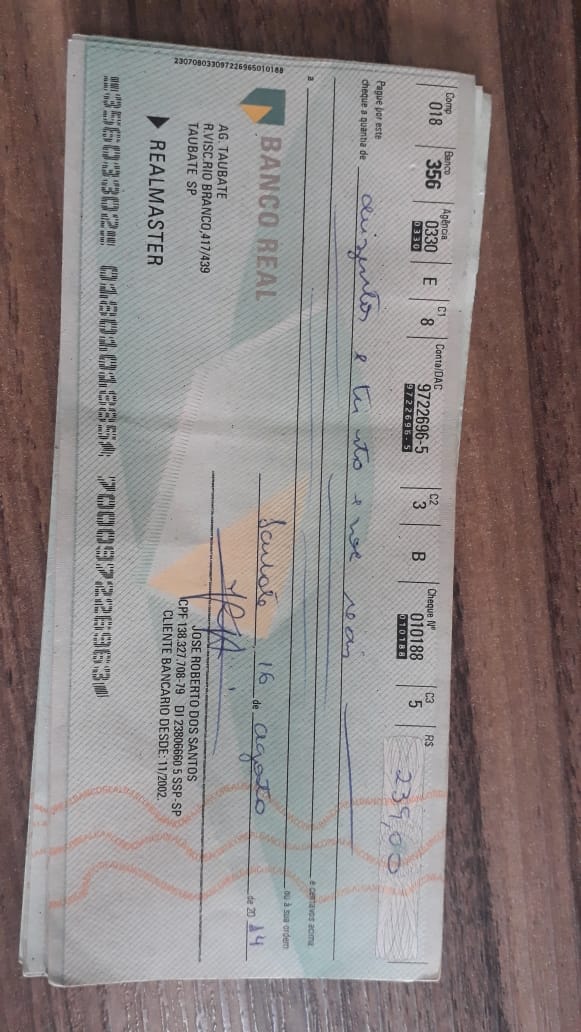 Comp Banco Agência C1 Conta/DAC C2 Cheque Nº C3 R$
018 356 0330 E 8 9722696-5 3 B 010188 5 239,00
0330 9722696-5 010188
Pague por este
cheque a quantia de duzentos e trinta e nove reais
e centavos acima
a ou à sua ordem
BANCO REAL
Taubaté, 16 de agosto de 20 14
AG. TAUBATE
R.VISC.RIO BRANCO,417/439
TAUBATE SP
JOSE ROBERTO DOS SANTOS
CPF 138.327.708-79 DI 23806660 5 SSP-SP
CLIENTE BANCARIO DESDE: 11/2002
REALMASTER
230708033097226965010188